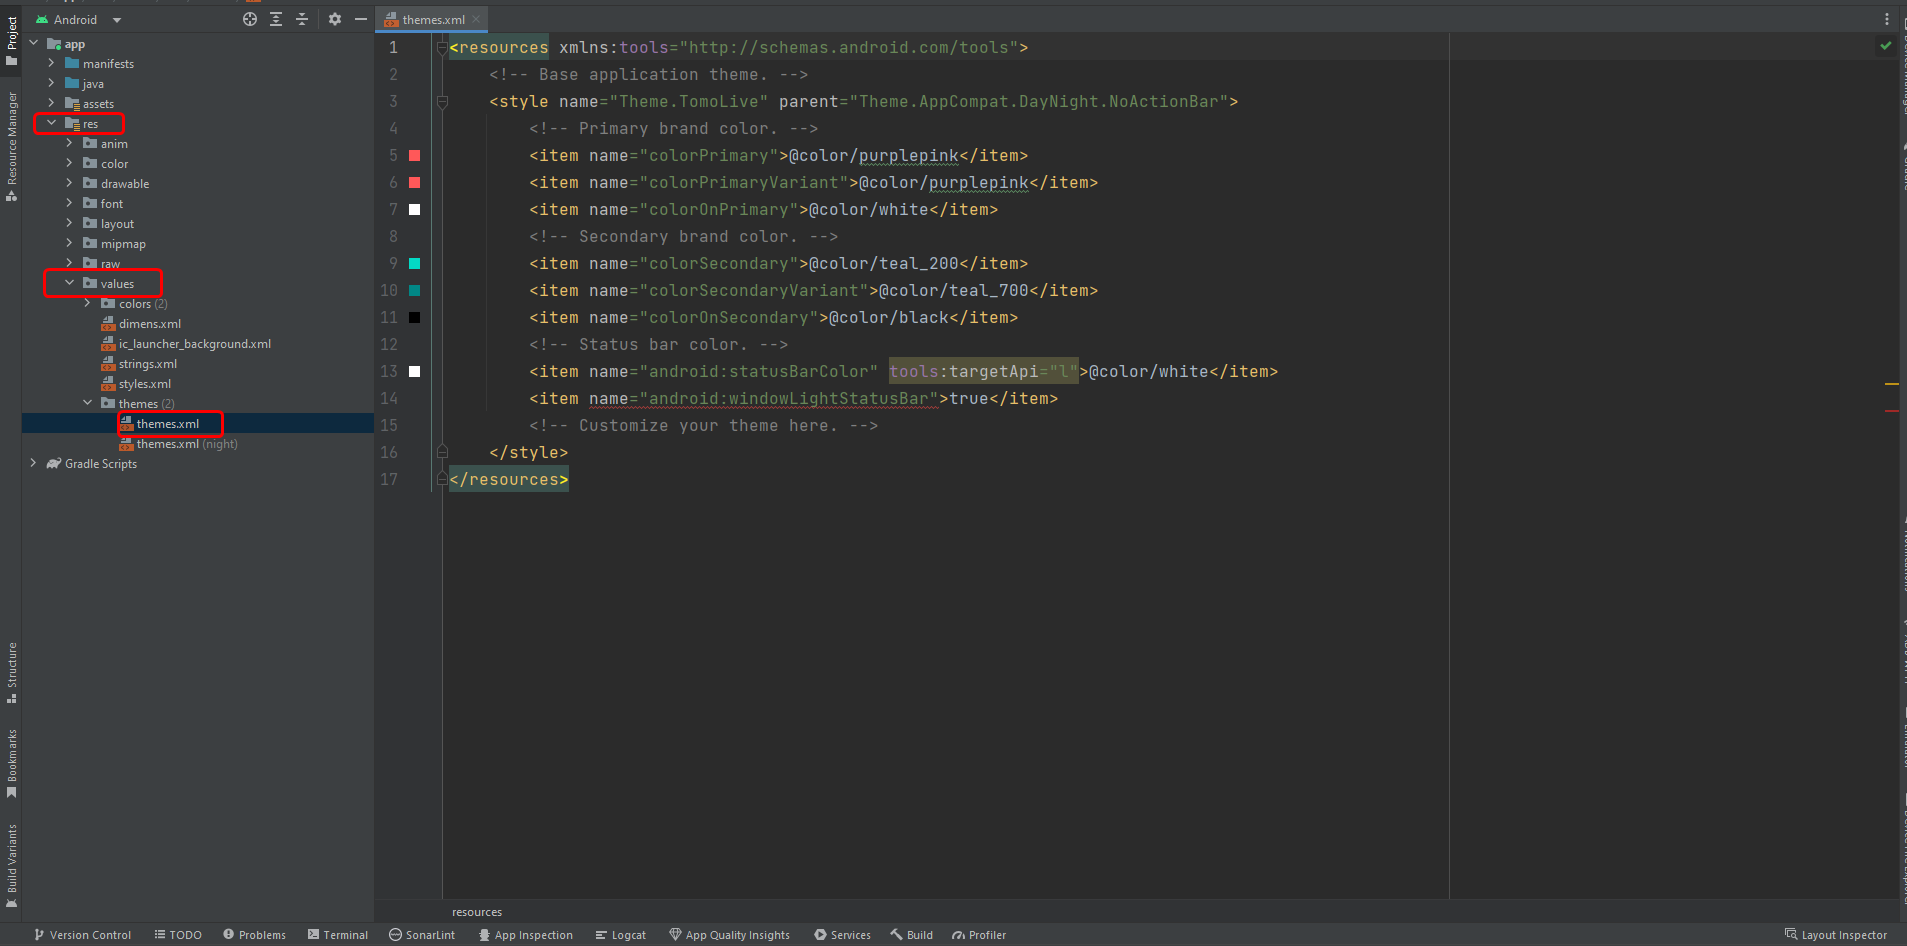 Android
themes.xml
Project
Resource Manager
Structure
Bookmarks
Build Variants
app
manifests
java
assets
res
anim
color
drawable
font
layout
mipmap
raw
values
colors (2)
dimens.xml
ic_launcher_background.xml
strings.xml
styles.xml
themes (2)
themes.xml
themes.xml (night)
Gradle Scripts
1 <resources xmlns:tools="http://schemas.android.com/tools">
2 <!-- Base application theme. -->
3 <style name="Theme.TomoLive" parent="Theme.AppCompat.DayNight.NoActionBar">
4 <!-- Primary brand color. -->
5 <item name="colorPrimary">@color/purplepink</item>
6 <item name="colorPrimaryVariant">@color/purplepink</item>
7 <item name="colorOnPrimary">@color/white</item>
8 <!-- Secondary brand color. -->
9 <item name="colorSecondary">@color/teal_200</item>
10 <item name="colorSecondaryVariant">@color/teal_700</item>
11 <item name="colorOnSecondary">@color/black</item>
12 <!-- Status bar color. -->
13 <item name="android:statusBarColor" tools:targetApi="l">@color/white</item>
14 <item name="android:windowLightStatusBar">true</item>
15 <!-- Customize your theme here. -->
16 </style>
17 </resources>
resources
Version Control TODO Problems Terminal SonarLint App Inspection Logcat App Quality Insights Services Build Profiler Layout Inspector